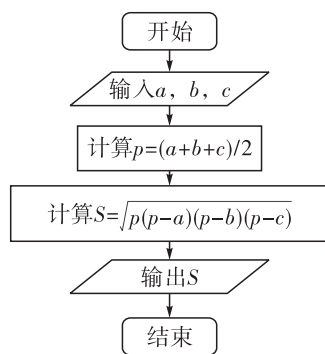 开始
输入a，b，c
计算p=(a+b+c)/2
计算S=√p(p-a)(p-b)(p-c)
输出S
结束